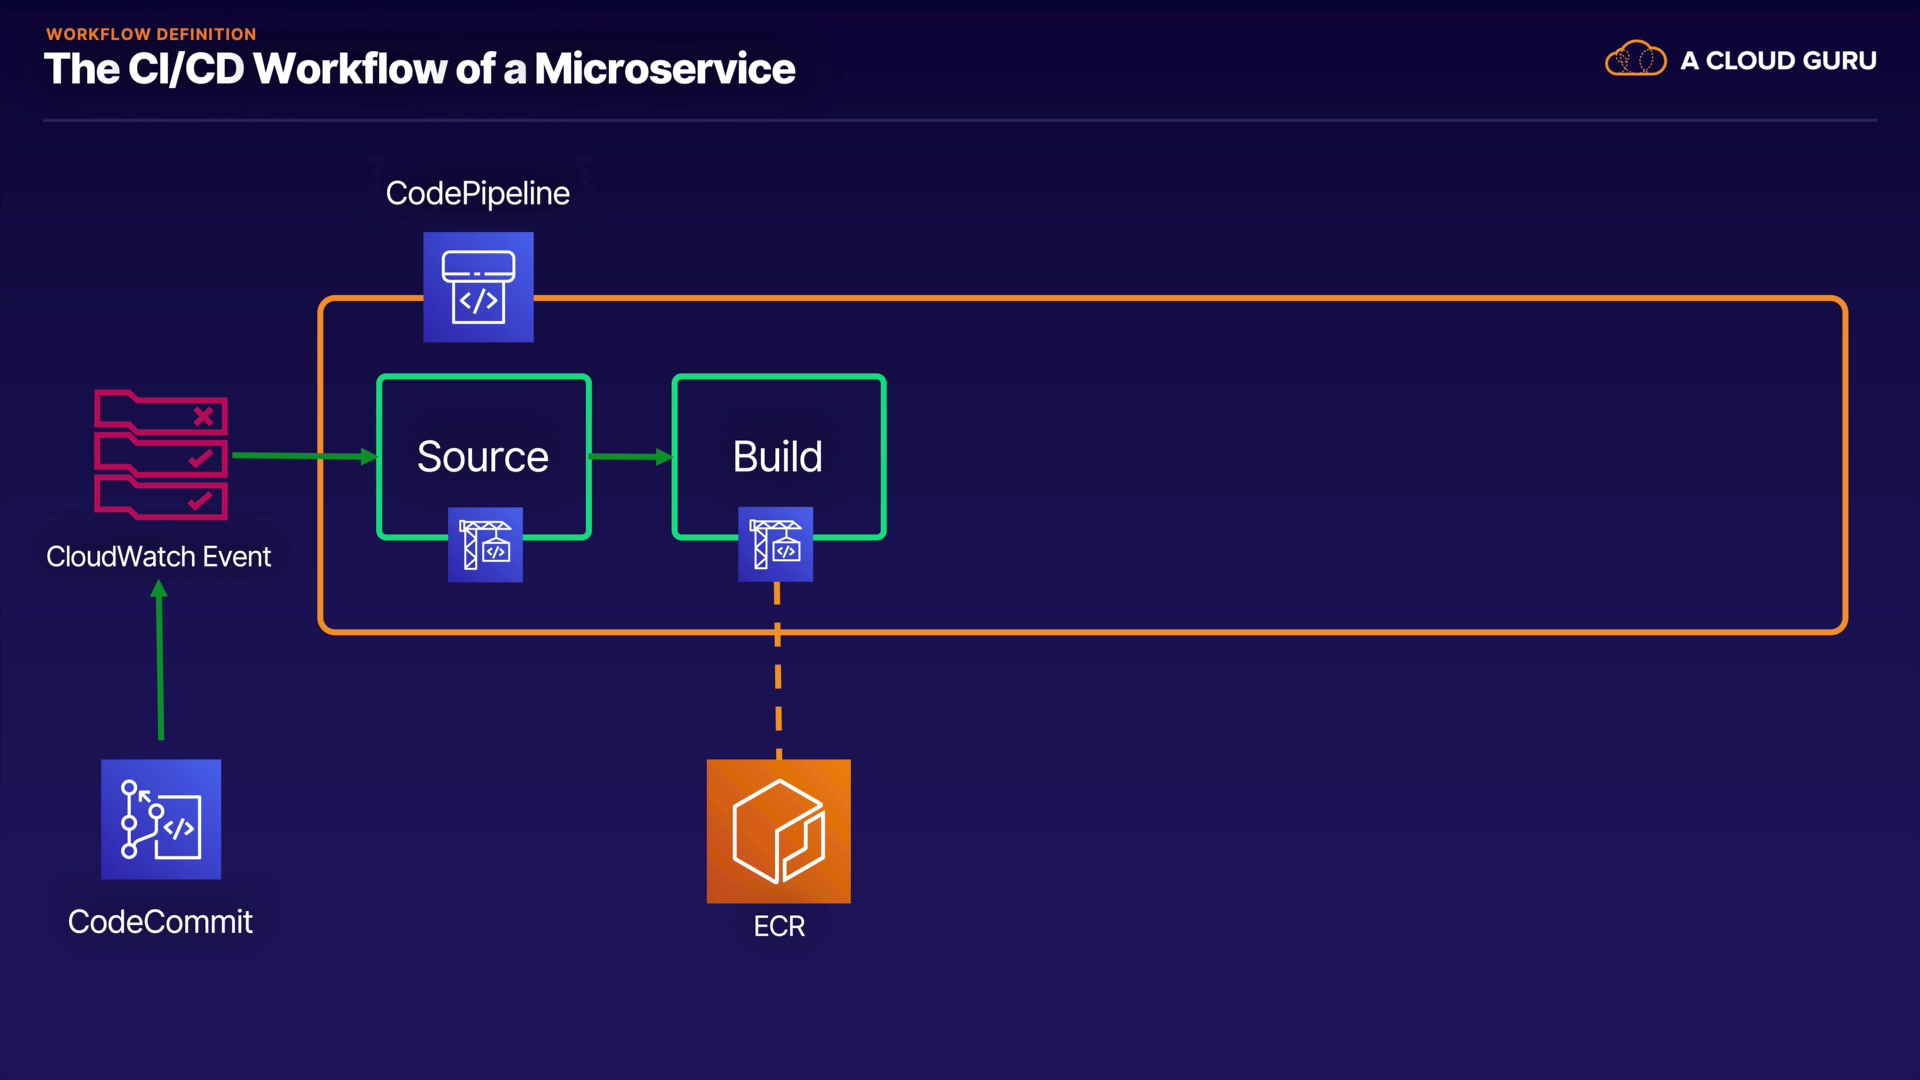 WORKFLOW DEFINITION
The CI/CD Workflow of a Microservice
A CLOUD GURU
CodePipeline
Source
Build
CloudWatch Event
CodeCommit
ECR